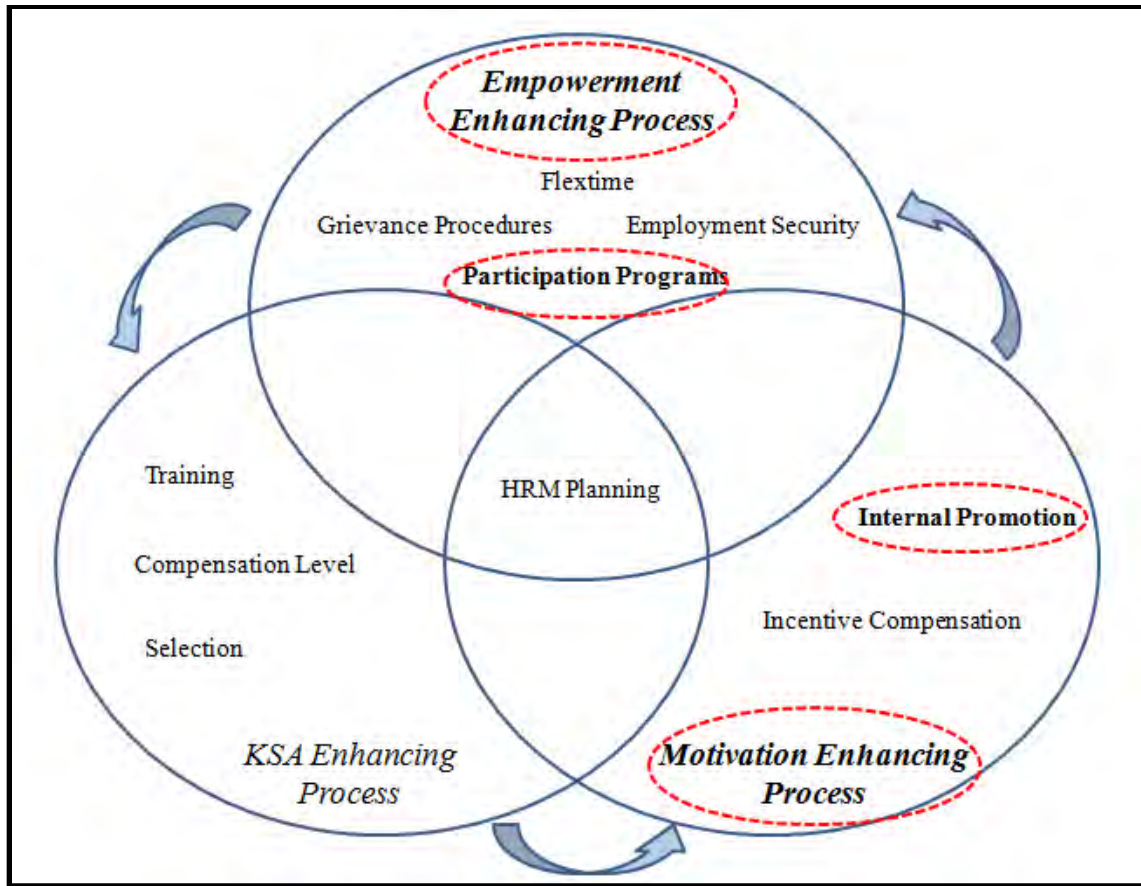 Empowerment
Enhancing Process
Flextime
Grievance Procedures
Employment Security
Participation Programs
Training
HRM Planning
Internal Promotion
Compensation Level
Incentive Compensation
Selection
KSA Enhancing
Process
Motivation Enhancing
Process